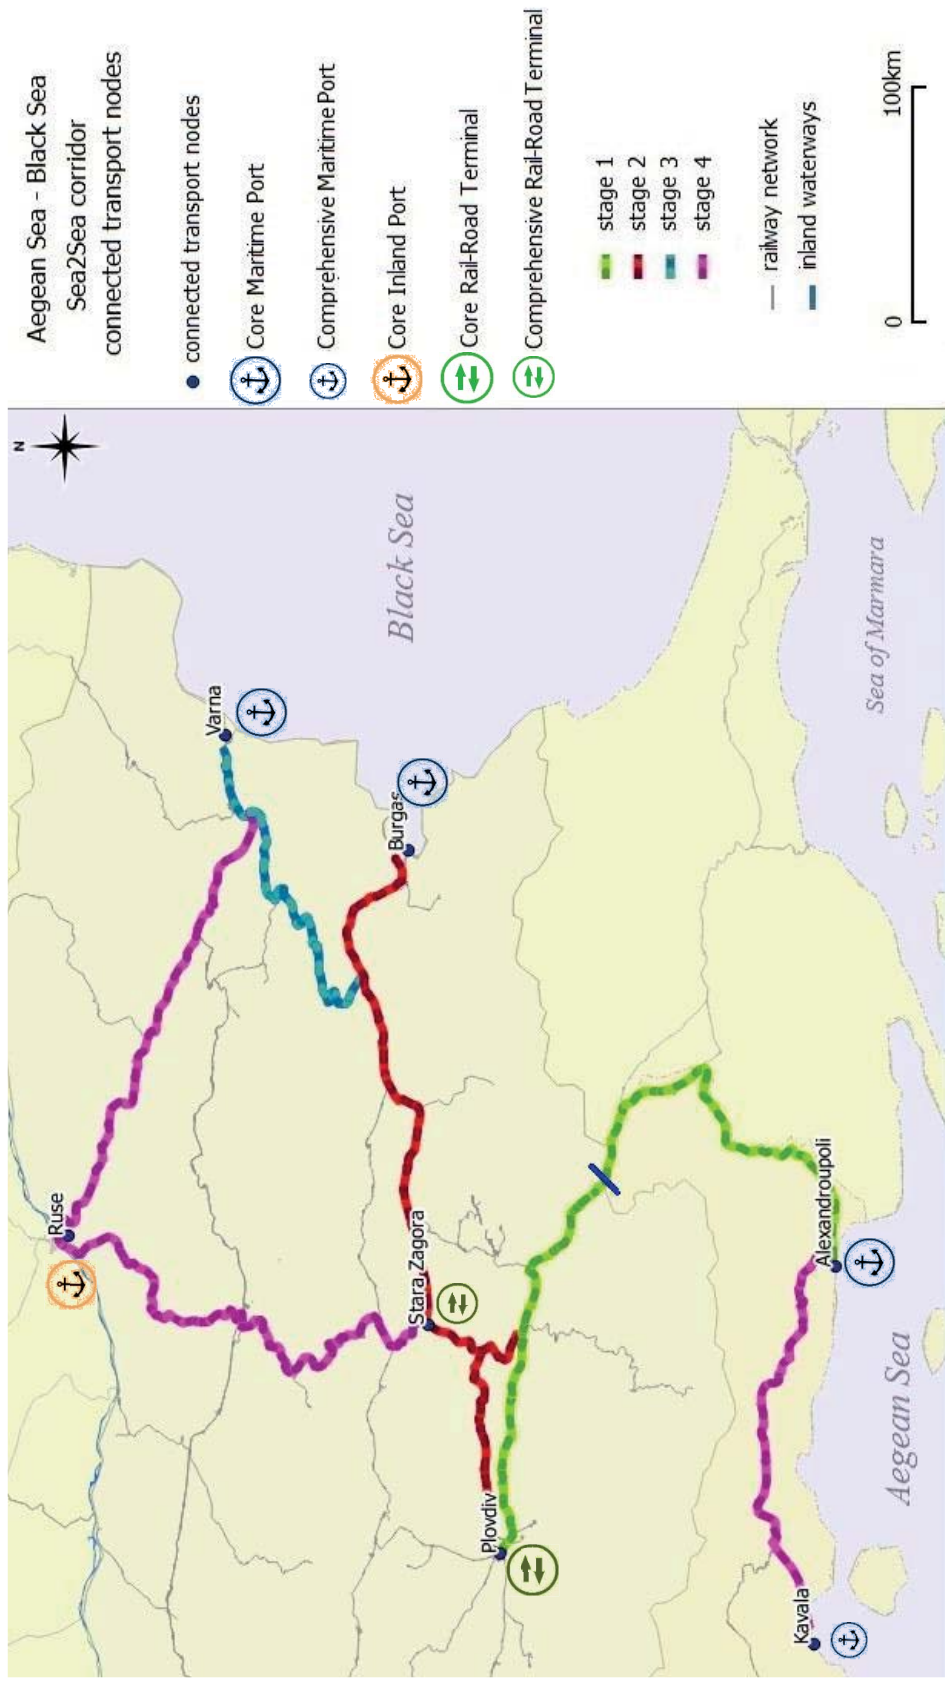 Aegean Sea - Black Sea
Sea2Sea corridor
connected transport nodes
connected transport nodes
Core Maritime Port
Comprehensive Maritime Port
Core Inland Port
Core Rail-Road Terminal
Comprehensive Rail-Road Terminal
stage 1
stage 2
stage 3
stage 4
railway network
inland waterways
0
100km
N
Black Sea
Sea of Marmara
Aegean Sea
Varna
Burgas
Ruse
Stara Zagora
Plovdiv
Alexandroupoli
Kavala